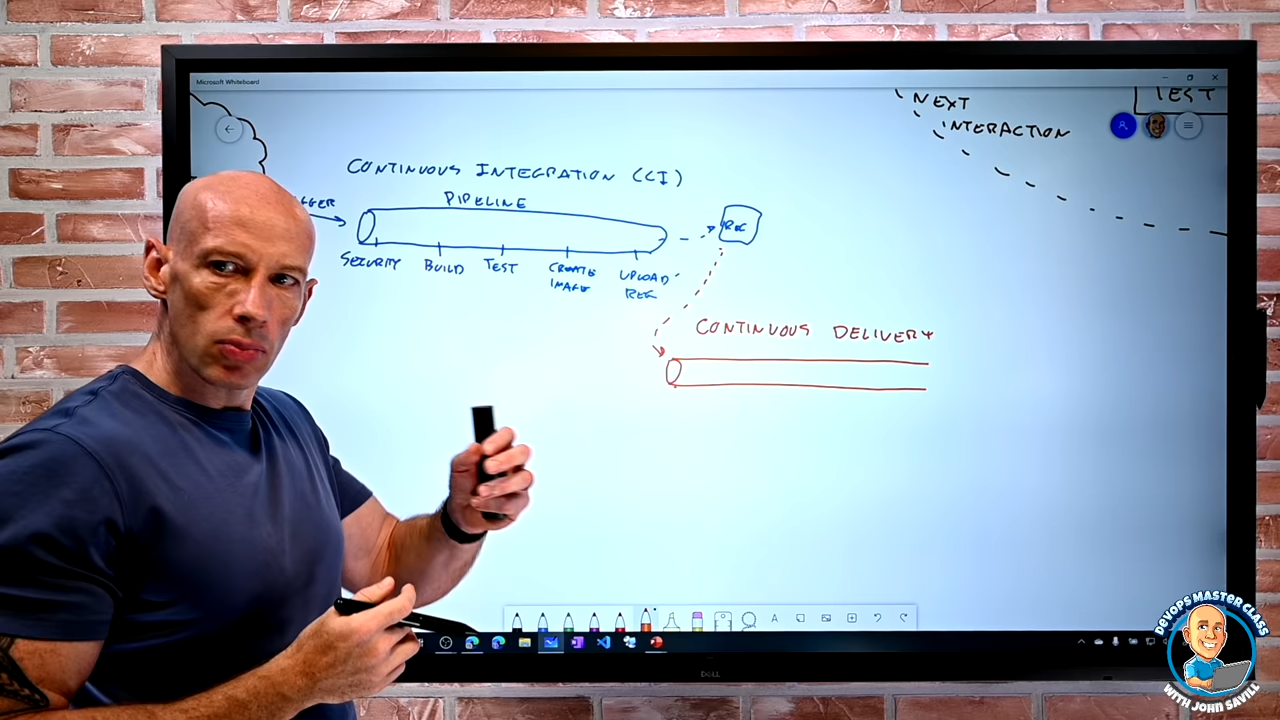 Microsoft Whiteboard
NEXT
INTERACTION
TEST
CONTINUOUS INTEGRATION (CI)
PIPELINE
GGER
REG
SECURITY
BUILD
TEST
CREATE
IMAGE
UPLOAD
REG
CONTINUOUS DELIVERY
DELL
DEVOPS MASTER CLASS
WITH JOHN SAVILL